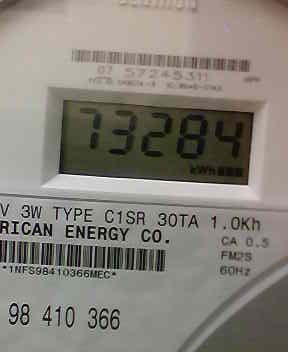 07 57245311
73284
kWh
V 3W TYPE C1SR 30TA 1.0Kh
RICAN ENERGY CO.
CA 0.5
FM2S
60Hz
*1NFS98410366MEC*
98 410 366